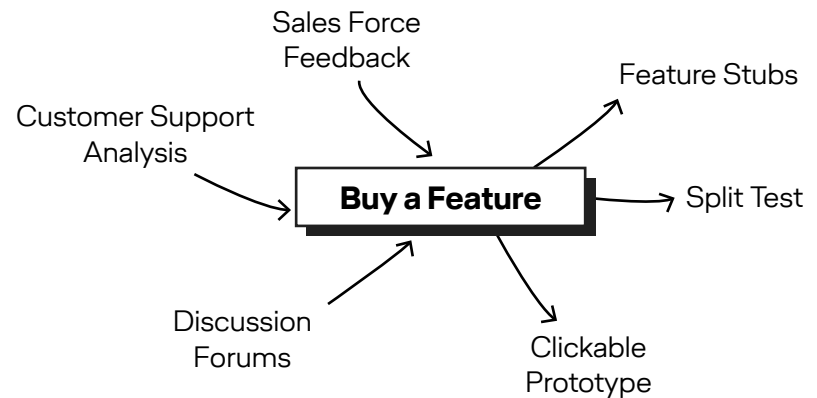 Sales Force
Feedback
Feature Stubs
Customer Support
Analysis
Buy a Feature
Split Test
Discussion
Forums
Clickable
Prototype